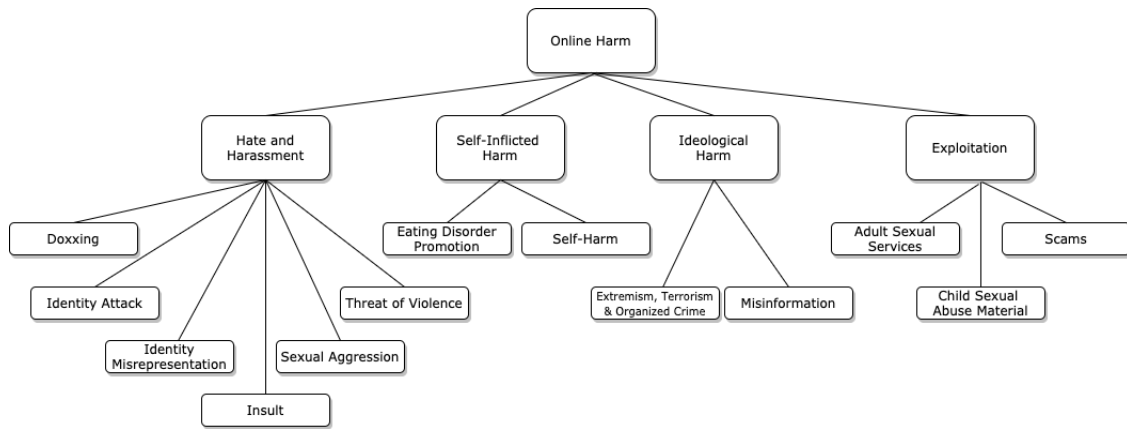 Online Harm
Hate and
Harassment
Self-Inflicted
Harm
Ideological
Harm
Exploitation
Doxxing
Eating Disorder
Promotion
Self-Harm
Adult Sexual
Services
Scams
Identity Attack
Threat of Violence
Extremism, Terrorism
& Organized Crime
Misinformation
Child Sexual
Abuse Material
Identity
Misrepresentation
Sexual Aggression
Insult